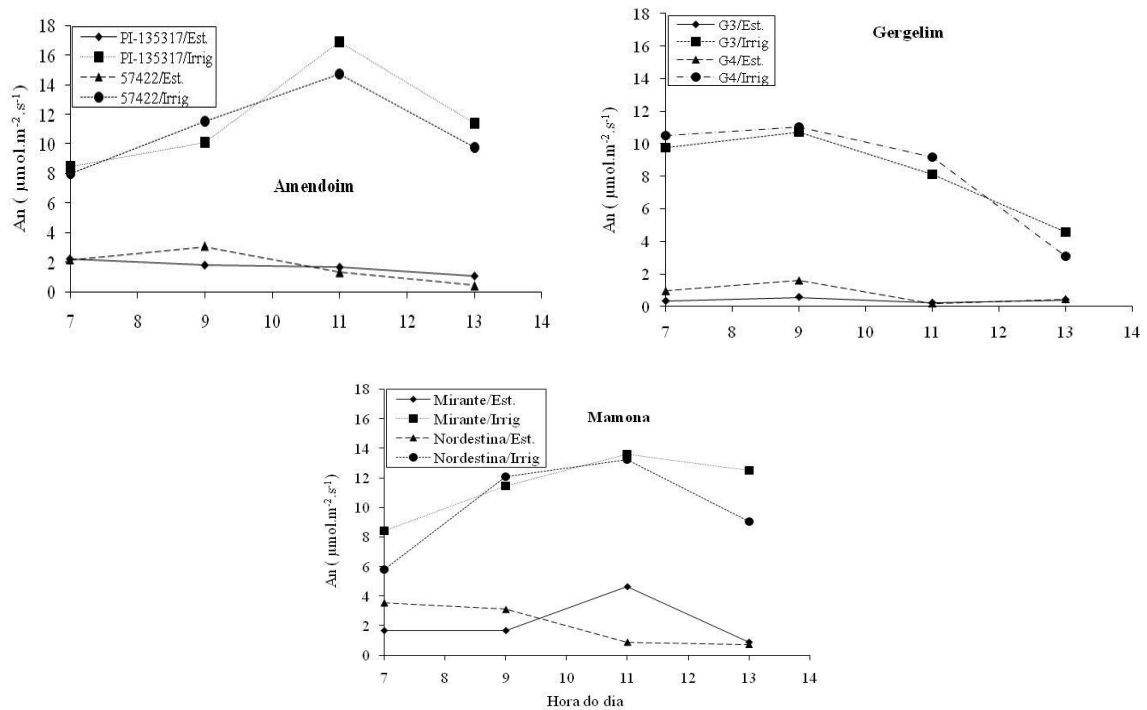 18
16
14
12
10
8
6
4
2
0
An ( µmol.m-2.s-1)
PI-135317/Est.
PI-135317/Irrig
57422/Est.
57422/Irrig
Amendoim
7 8 9 10 11 12 13 14
18
16
14
12
10
8
6
4
2
0
An ( µmol.m-2.s-1)
G3/Est.
G3/Irrig
G4/Est.
G4/Irrig
Gergelim
7 8 9 10 11 12 13 14
18
16
14
12
10
8
6
4
2
0
An ( µmol.m-2.s-1)
Mirante/Est.
Mirante/Irrig
Nordestina/Est.
Nordestina/Irrig
Mamona
7 8 9 10 11 12 13 14
Hora do dia